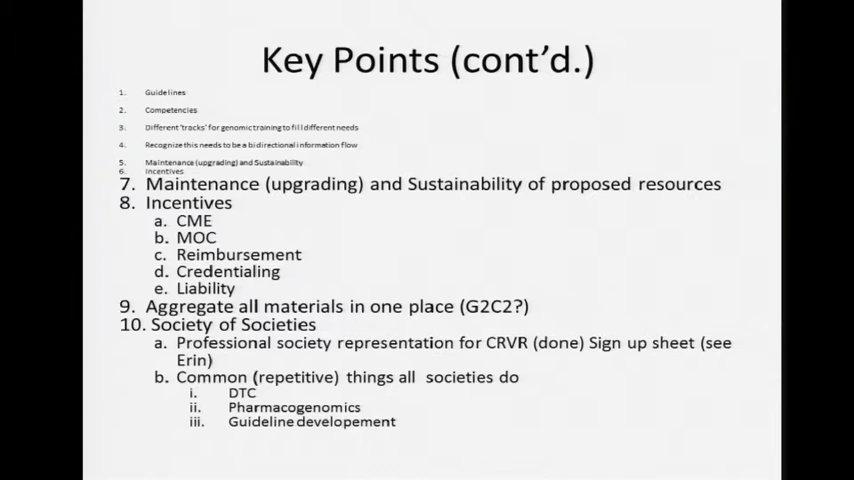 Key Points (cont'd.)
1. Guidelines
2. Competencies
3. Different 'tracks' for genomic training to fill different needs
4. Recognize this needs to be a bidirectional information flow
5. Maintenance (upgrading) and Sustainability
6. Incentives
7. Maintenance (upgrading) and Sustainability of proposed resources
8. Incentives
a. CME
b. MOC
c. Reimbursement
d. Credentialing
e. Liability
9. Aggregate all materials in one place (G2C2?)
10. Society of Societies
a. Professional society representation for CRVR (done) Sign up sheet (see
Erin)
b. Common (repetitive) things all societies do
i. DTC
ii. Pharmacogenomics
iii. Guideline developement